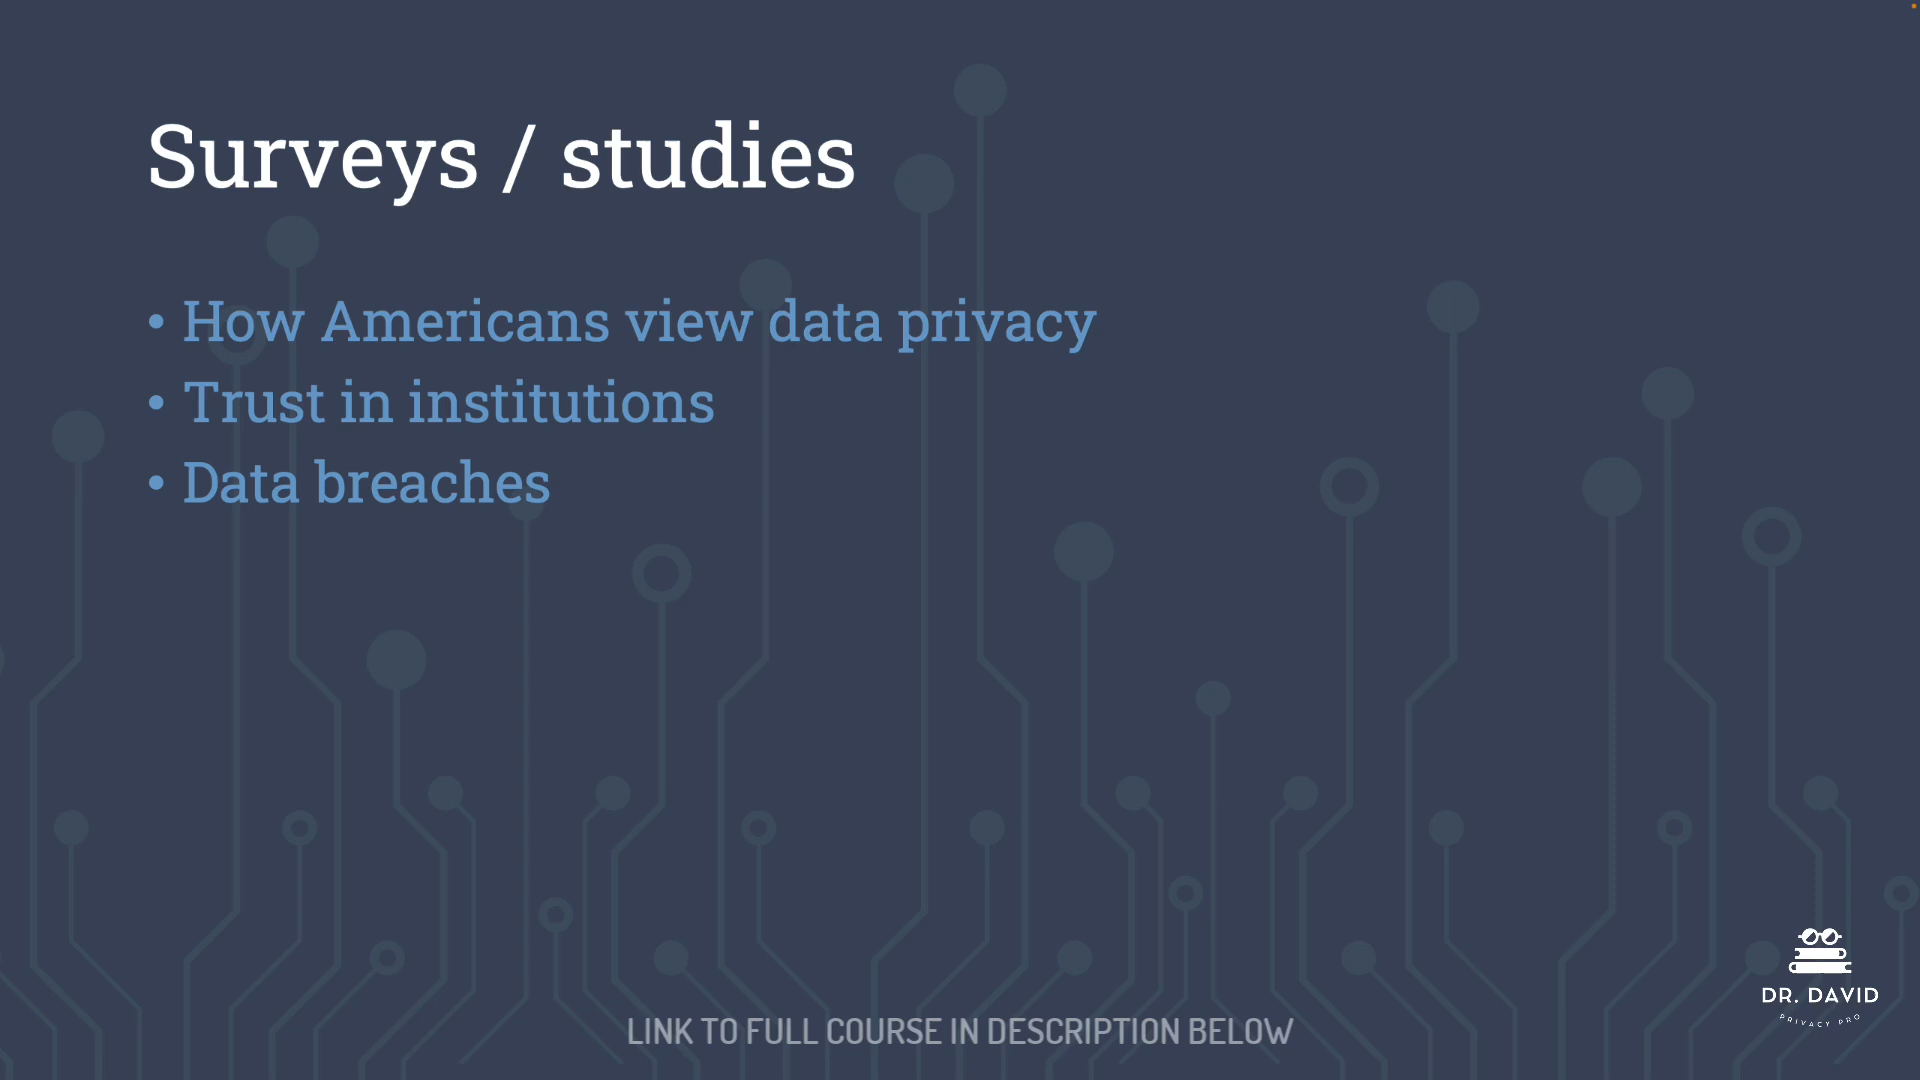 Surveys / studies
• How Americans view data privacy
• Trust in institutions
• Data breaches
DR. DAVID
PRIVACY PRO
LINK TO FULL COURSE IN DESCRIPTION BELOW